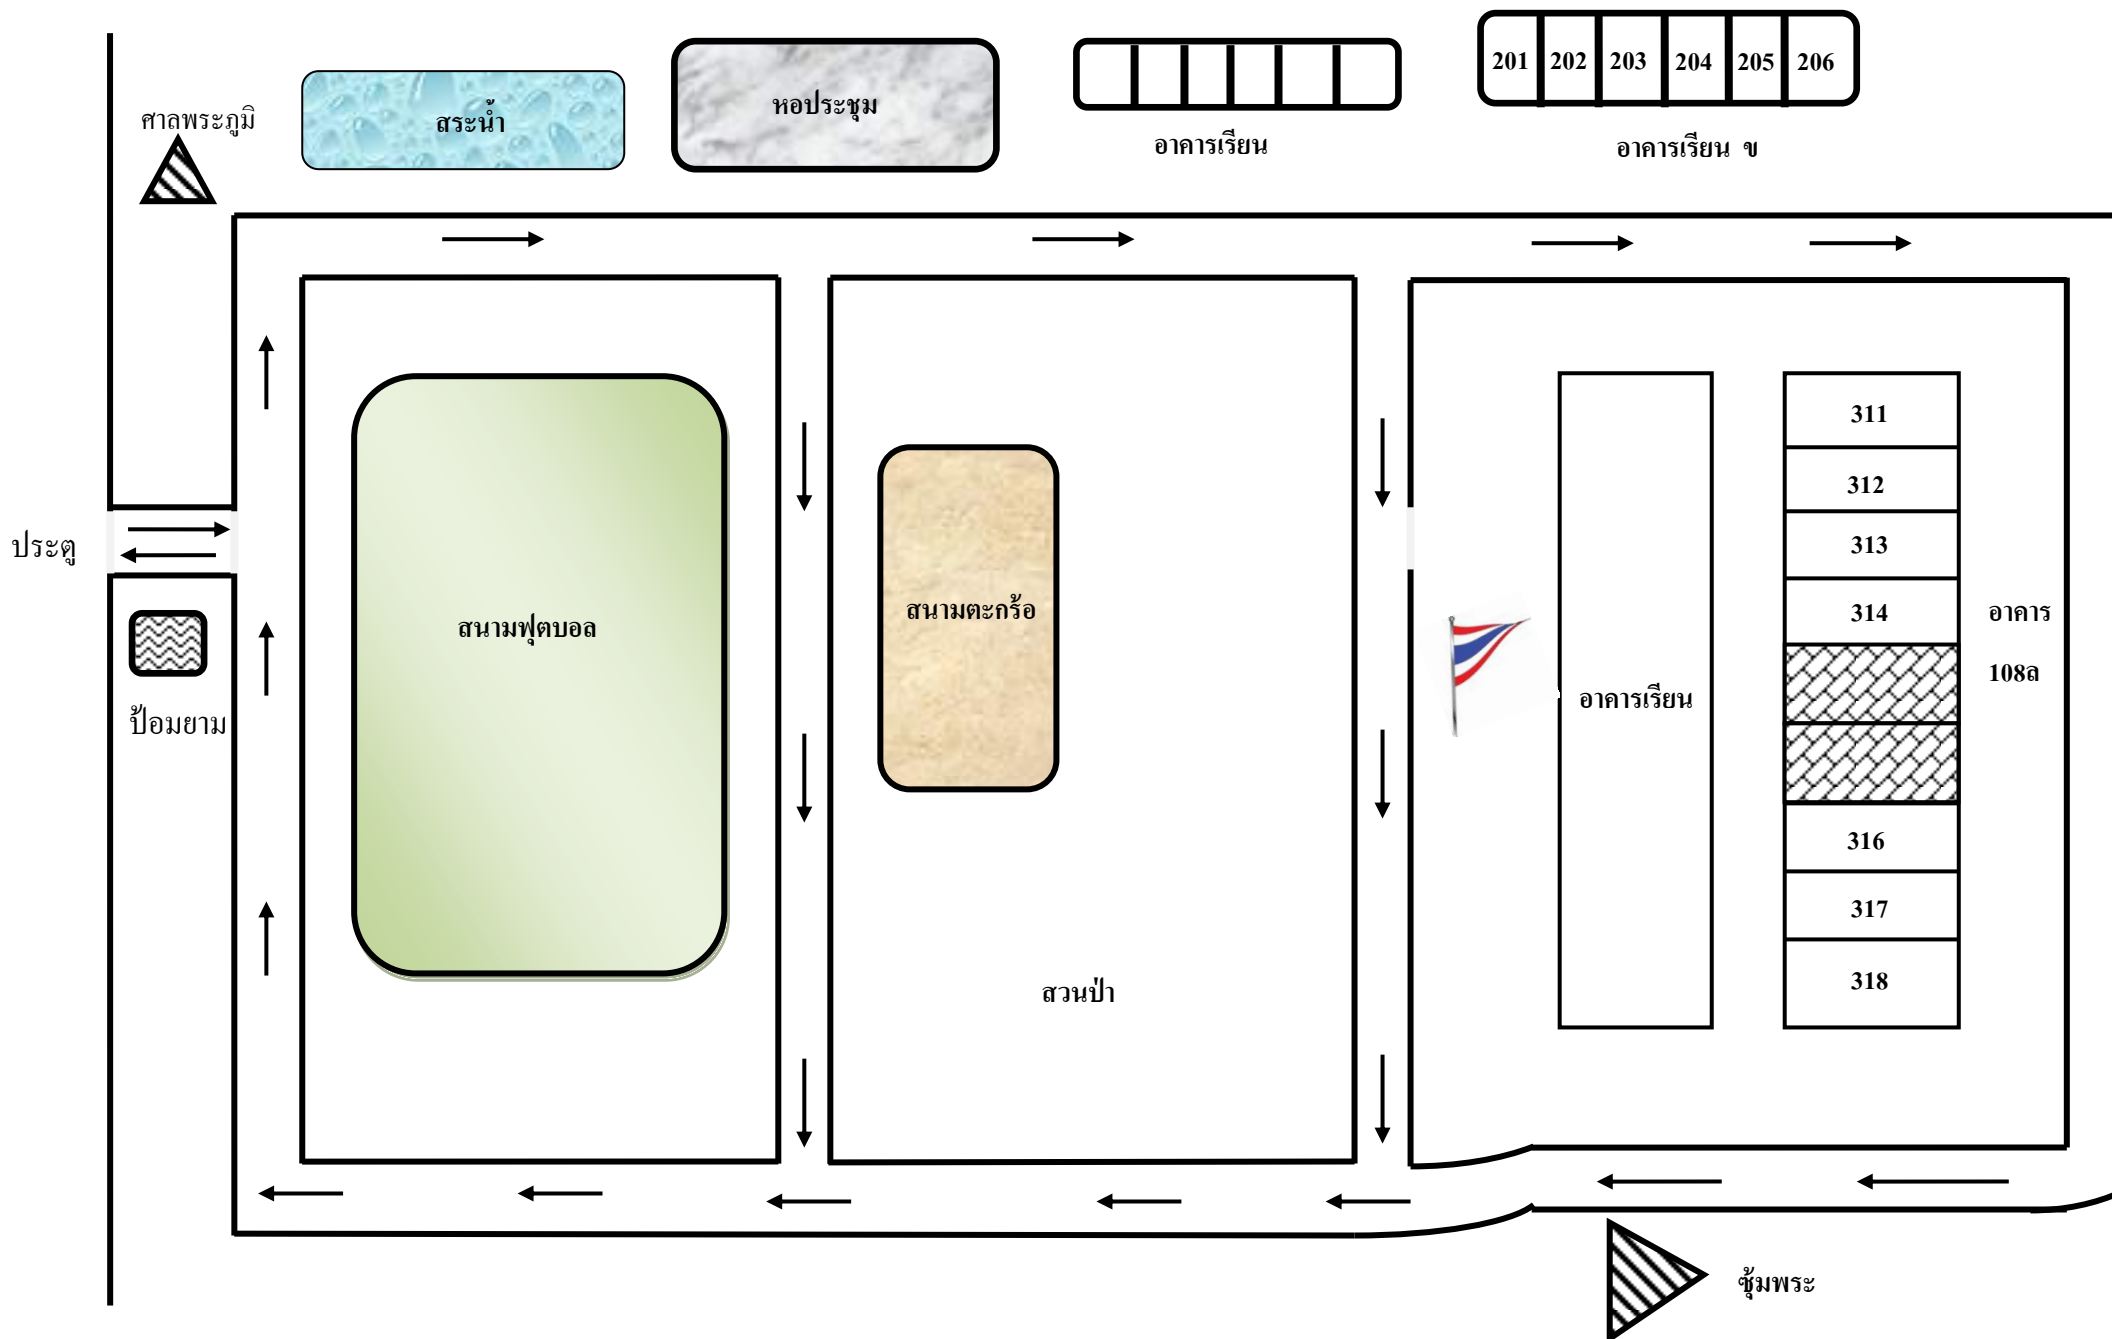 ศาลพระภูมิ
สระน้ำ
หอประชุม
อาคารเรียน
201 202 203 204 205 206
อาคารเรียน ข
ประตู
ป้อมยาม
สนามฟุตบอล
สนามตะกร้อ
สวนป่า
อาคารเรียน
311
312
313
314
316
317
318
อาคาร
108ล
ซุ้มพระ